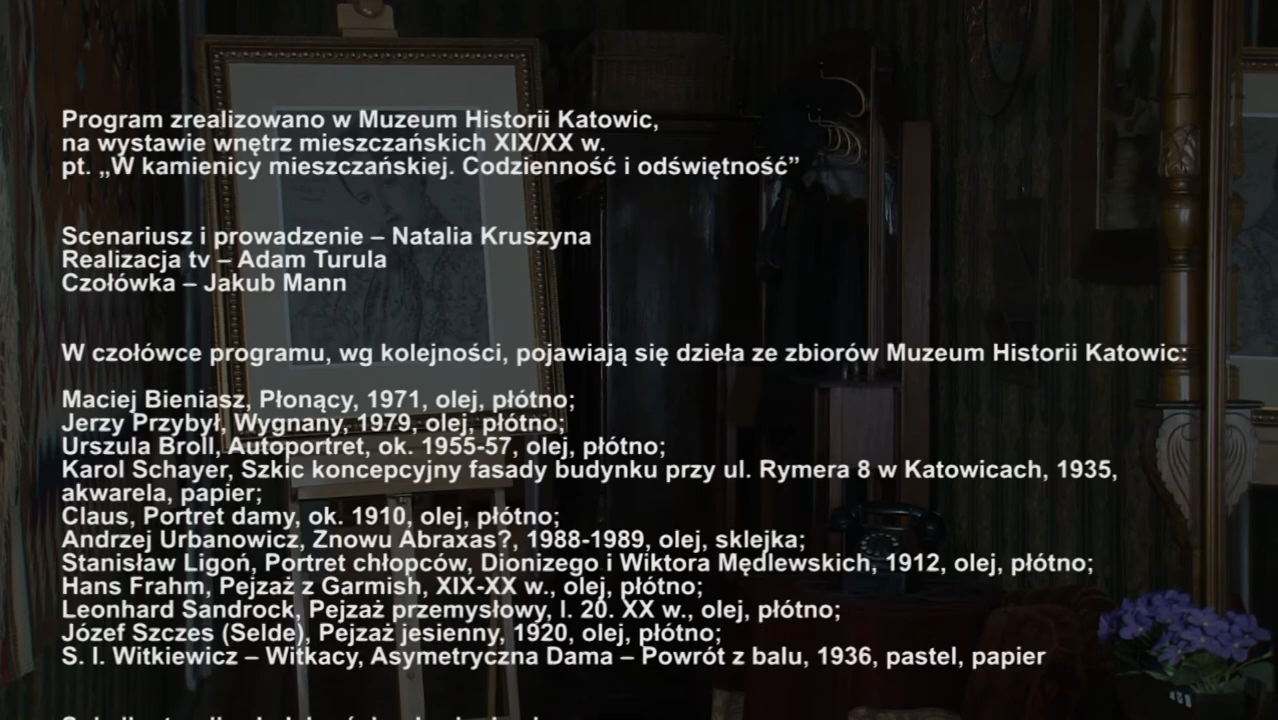 Program zrealizowano w Muzeum Historii Katowic,
na wystawie wnętrz mieszczańskich XIX/XX w.
pt. „W kamienicy mieszczańskiej. Codzienność i odświętność”
Scenariusz i prowadzenie – Natalia Kruszyna
Realizacja tv – Adam Turula
Czołówka – Jakub Mann
W czołówce programu, wg kolejności, pojawiają się dzieła ze zbiorów Muzeum Historii Katowic:
Maciej Bieniasz, Płonący, 1971, olej, płótno;
Jerzy Przybył, Wygnany, 1979, olej, płótno;
Urszula Broll, Autoportret, ok. 1955-57, olej, płótno;
Karol Schayer, Szkic koncepcyjny fasady budynku przy ul. Rymera 8 w Katowicach, 1935,
akwarela, papier;
Claus, Portret damy, ok. 1910, olej, płótno;
Andrzej Urbanowicz, Znowu Abraxas?, 1988-1989, olej, sklejka;
Stanisław Ligoń, Portret chłopców, Dionizego i Wiktora Mędlewskich, 1912, olej, płótno;
Hans Frahm, Pejzaż z Garmish, XIX-XX w., olej, płótno;
Leonhard Sandrock, Pejzaż przemysłowy, l. 20. XX w., olej, płótno;
Józef Szczes (Selde), Pejzaż jesienny, 1920, olej, płótno;
S. I. Witkiewicz – Witkacy, Asymetryczna Dama – Powrót z balu, 1936, pastel, papier